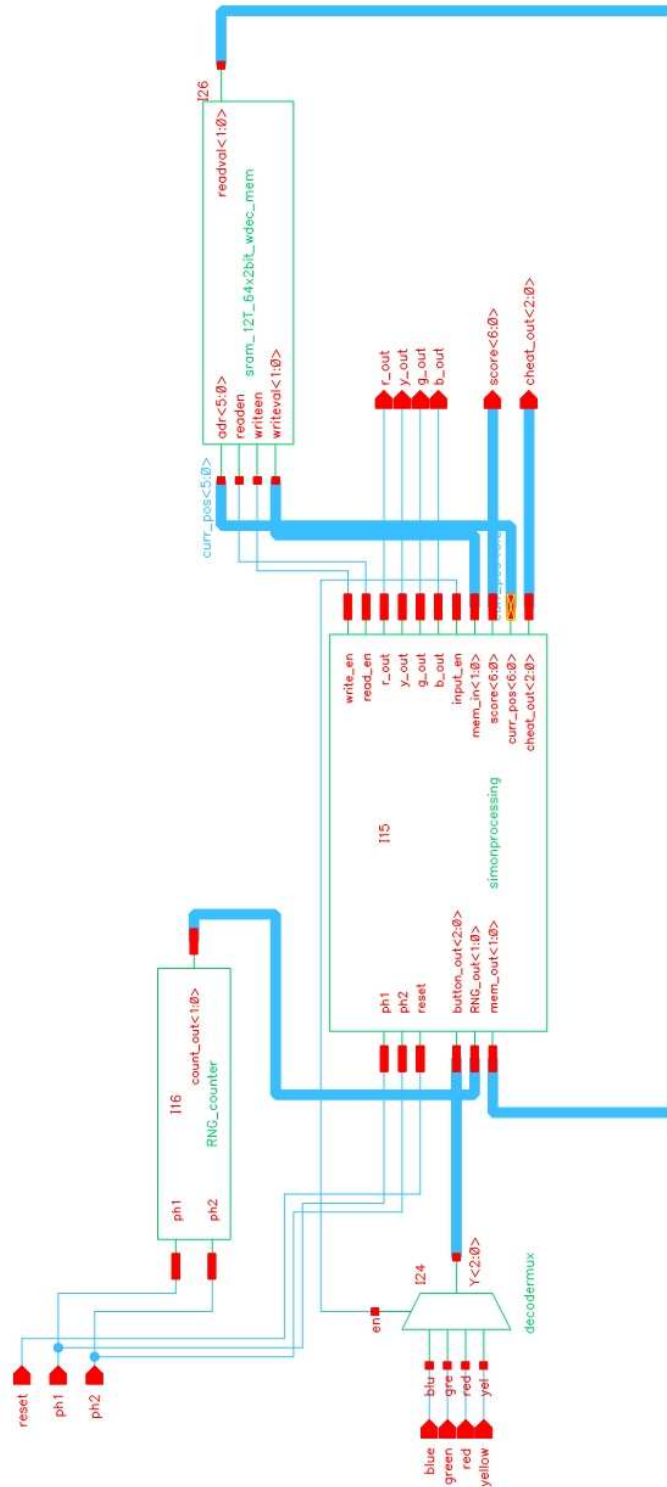 reset
ph1
ph2
ph1
ph2
I16
count_out<1:0>
RNG_counter
en
blue
green
red
yellow
blu
gre
red
yel
I24
Y<2:0>
decodermux
ph1
ph2
reset
button_out<2:0>
RNG_out<1:0>
mem_out<1:0>
I15
simonprocessing
write_en
read_en
r_out
y_out
g_out
b_out
input_en
mem_in<1:0>
score<6:0>
curr_pos<6:0>
cheat_out<2:0>
curr_pos<5:0>
adr<5:0>
readen
writeen
writeval<1:0>
I26
readval<1:0>
sram_12T_64x2bit_wdec_mem
r_out
y_out
g_out
b_out
score<6:0>
cheat_out<2:0>